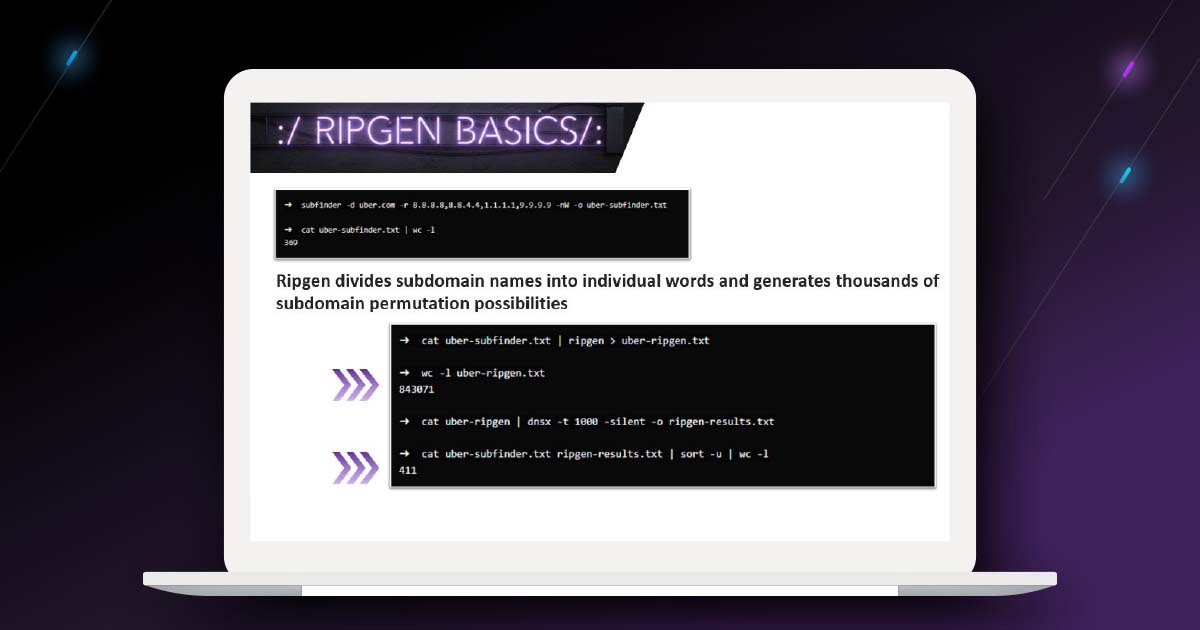 :/ RIPGEN BASICS/:
➜ subfinder -d uber.com -r 8.8.8.8,8.8.4.4,1.1.1.1,9.9.9.9 -nW -o uber-subfinder.txt
➜ cat uber-subfinder.txt | wc -l
369
Ripgen divides subdomain names into individual words and generates thousands of
subdomain permutation possibilities
➜ cat uber-subfinder.txt | ripgen > uber-ripgen.txt
➜ wc -l uber-ripgen.txt
843071
➜ cat uber-ripgen | dnsx -t 1000 -silent -o ripgen-results.txt
➜ cat uber-subfinder.txt ripgen-results.txt | sort -u | wc -l
411